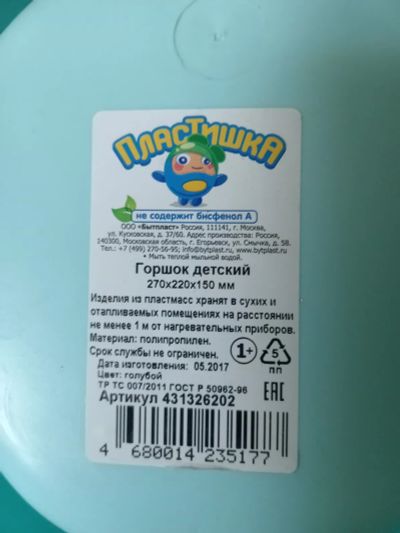 ПЛАСТИШКА
не содержит бисфенол А
ООО «Бытпласт» Россия, 111141, г. Москва,
ул. Кусковская, д. 37/60. Адрес производства: Россия,
140300, Московская область, г. Егорьевск, ул. Смычка, д. 58.
Тел.: +7 (499) 270-56-95; info@bytplast.ru, www.bytplast.ru
• Мыть теплой мыльной водой.
Горшок детский
270х220х150 мм
Изделия из пластмасс хранят в сухих и
отапливаемых помещениях на расстоянии
не менее 1 м от нагревательных приборов.
Материал: полипропилен.
Срок службы не ограничен.
1+
5
ПП
Дата изготовления: 05.2017
Цвет: голубой
ТР ТС 007/2011 ГОСТ Р 50962-96
EAC
Артикул 431326202
4 680014 235177